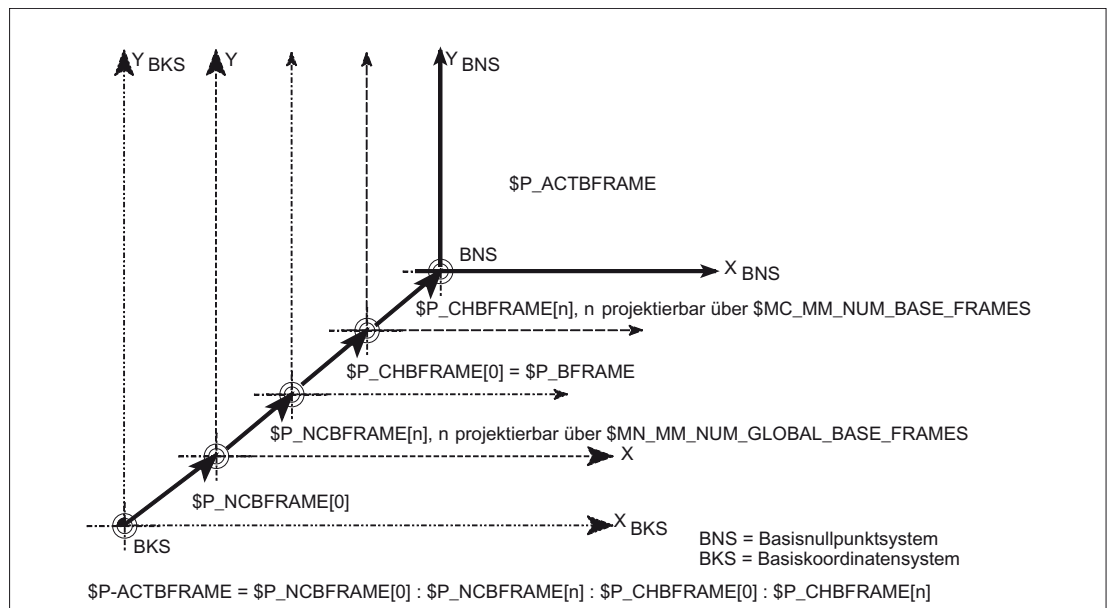 Y BKS
Y
Y BNS
$P_ACTBFRAME
BNS
X BNS
$P_CHBFRAME[n], n projektierbar über $MC_MM_NUM_BASE_FRAMES
$P_CHBFRAME[0] = $P_BFRAME
$P_NCBFRAME[n], n projektierbar über $MN_MM_NUM_GLOBAL_BASE_FRAMES
X
$P_NCBFRAME[0]
X BKS
BKS
BNS = Basisnullpunktsystem
BKS = Basiskoordinatensystem
$P-ACTBFRAME = $P_NCBFRAME[0] : $P_NCBFRAME[n] : $P_CHBFRAME[0] : $P_CHBFRAME[n]